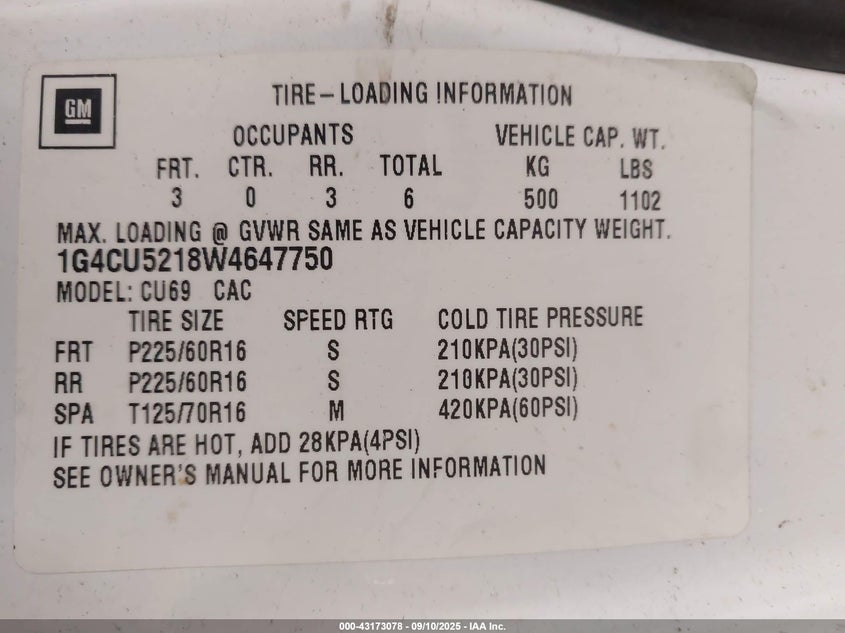 GM
TIRE-LOADING INFORMATION
OCCUPANTS VEHICLE CAP. WT.
FRT. CTR. RR. TOTAL KG LBS
3 0 3 6 500 1102
MAX. LOADING @ GVWR SAME AS VEHICLE CAPACITY WEIGHT.
1G4CU5218W4647750
MODEL: CU69 CAC
TIRE SIZE SPEED RTG COLD TIRE PRESSURE
FRT P225/60R16 S 210KPA(30PSI)
RR P225/60R16 S 210KPA(30PSI)
SPA T125/70R16 M 420KPA(60PSI)
IF TIRES ARE HOT, ADD 28KPA(4PSI)
SEE OWNER'S MANUAL FOR MORE INFORMATION
000-43173078 - 09/10/2025 - IAA Inc.